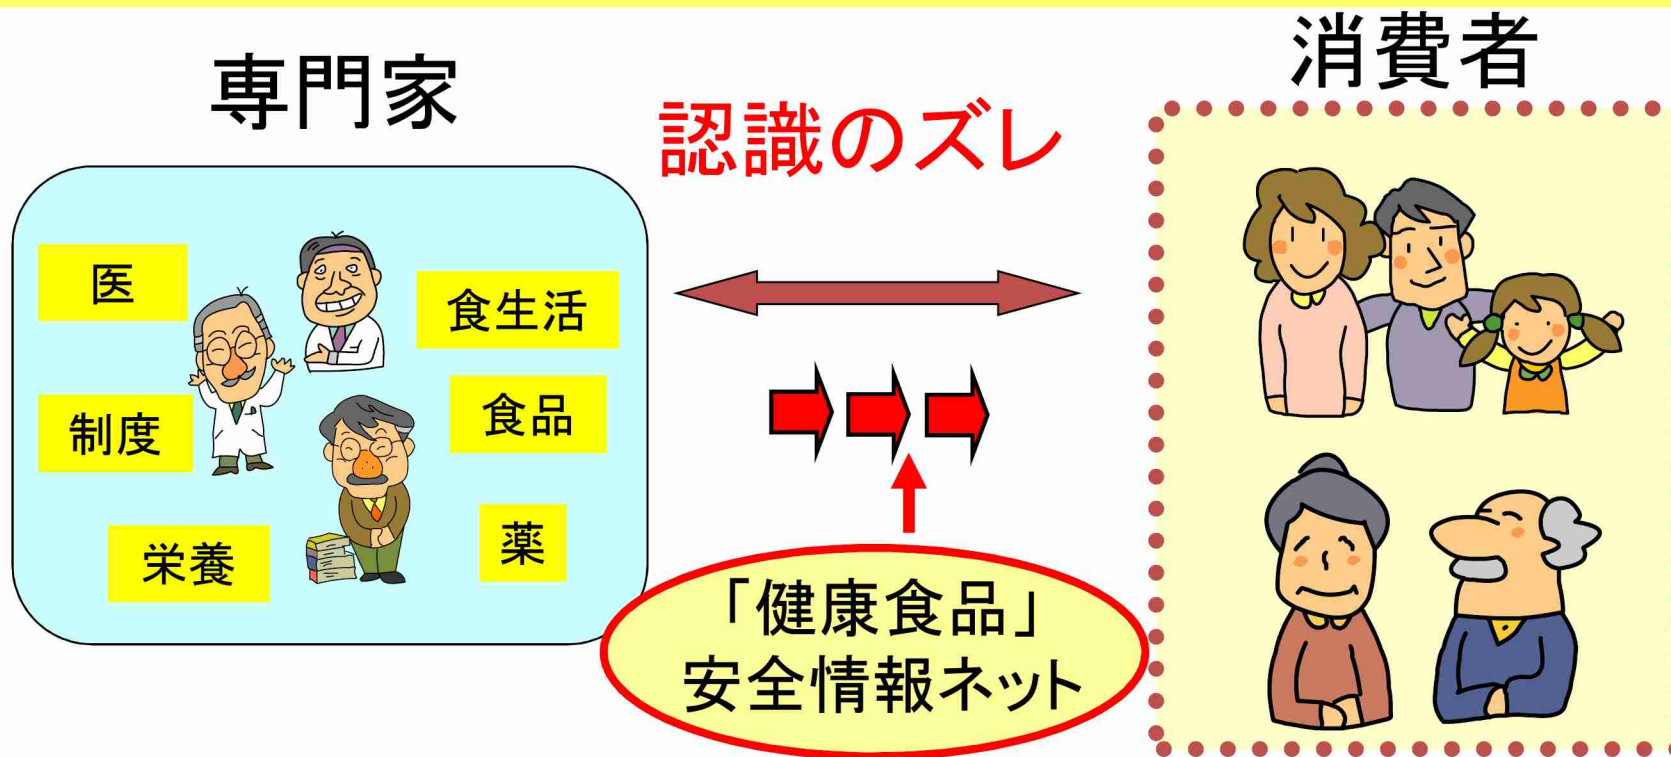 専門家
認識のズレ
消費者
医
食生活
制度
食品
栄養
薬
「健康食品」
安全情報ネット